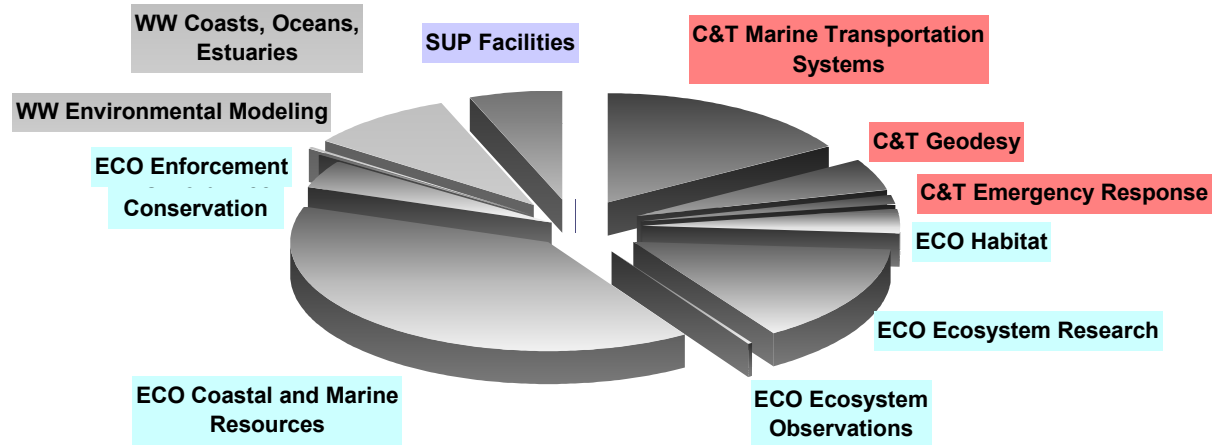 WW Coasts, Oceans,
Estuaries
SUP Facilities
C&T Marine Transportation
Systems
WW Environmental Modeling
C&T Geodesy
ECO Enforcement
Conservation
C&T Emergency Response
ECO Habitat
ECO Ecosystem Research
ECO Coastal and Marine
Resources
ECO Ecosystem
Observations